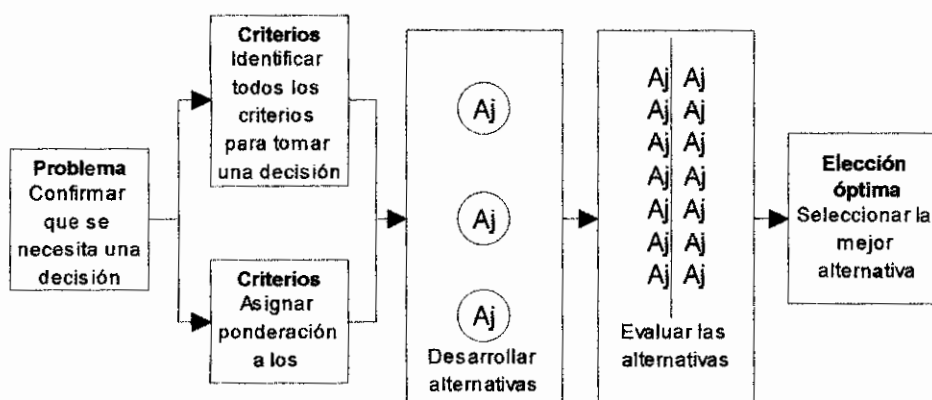 Problema
Confirmar
que se
necesita una
decisión
Criterios
Identificar
todos los
criterios
para tomar
una decisión
Criterios
Asignar
ponderación
a los
Aj
Aj
Aj
Desarrollar
alternativas
Aj Aj
Aj Aj
Aj Aj
Aj Aj
Aj Aj
Aj Aj
Aj Aj
Evaluar las
alternativas
Elección
óptima
Seleccionar la
mejor
alternativa